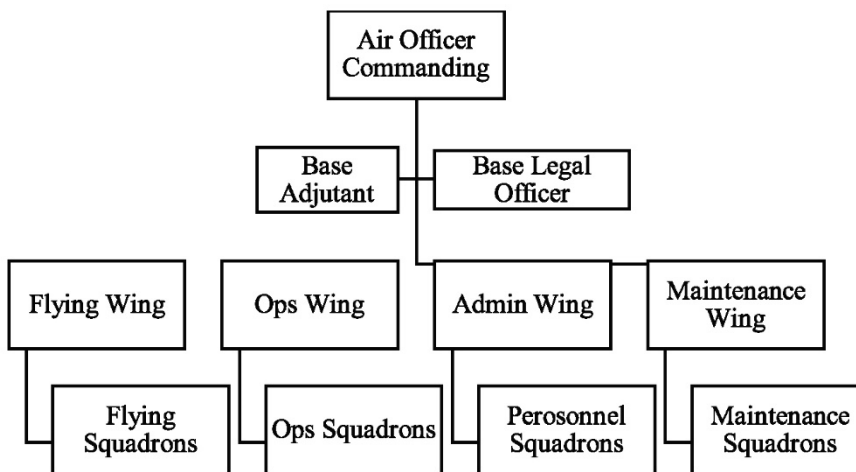 Air Officer
Commanding
Base
Adjutant
Base Legal
Officer
Flying Wing
Ops Wing
Admin Wing
Maintenance
Wing
Flying
Squadrons
Ops Squadrons
Perosonnel
Squadrons
Maintenance
Squadrons